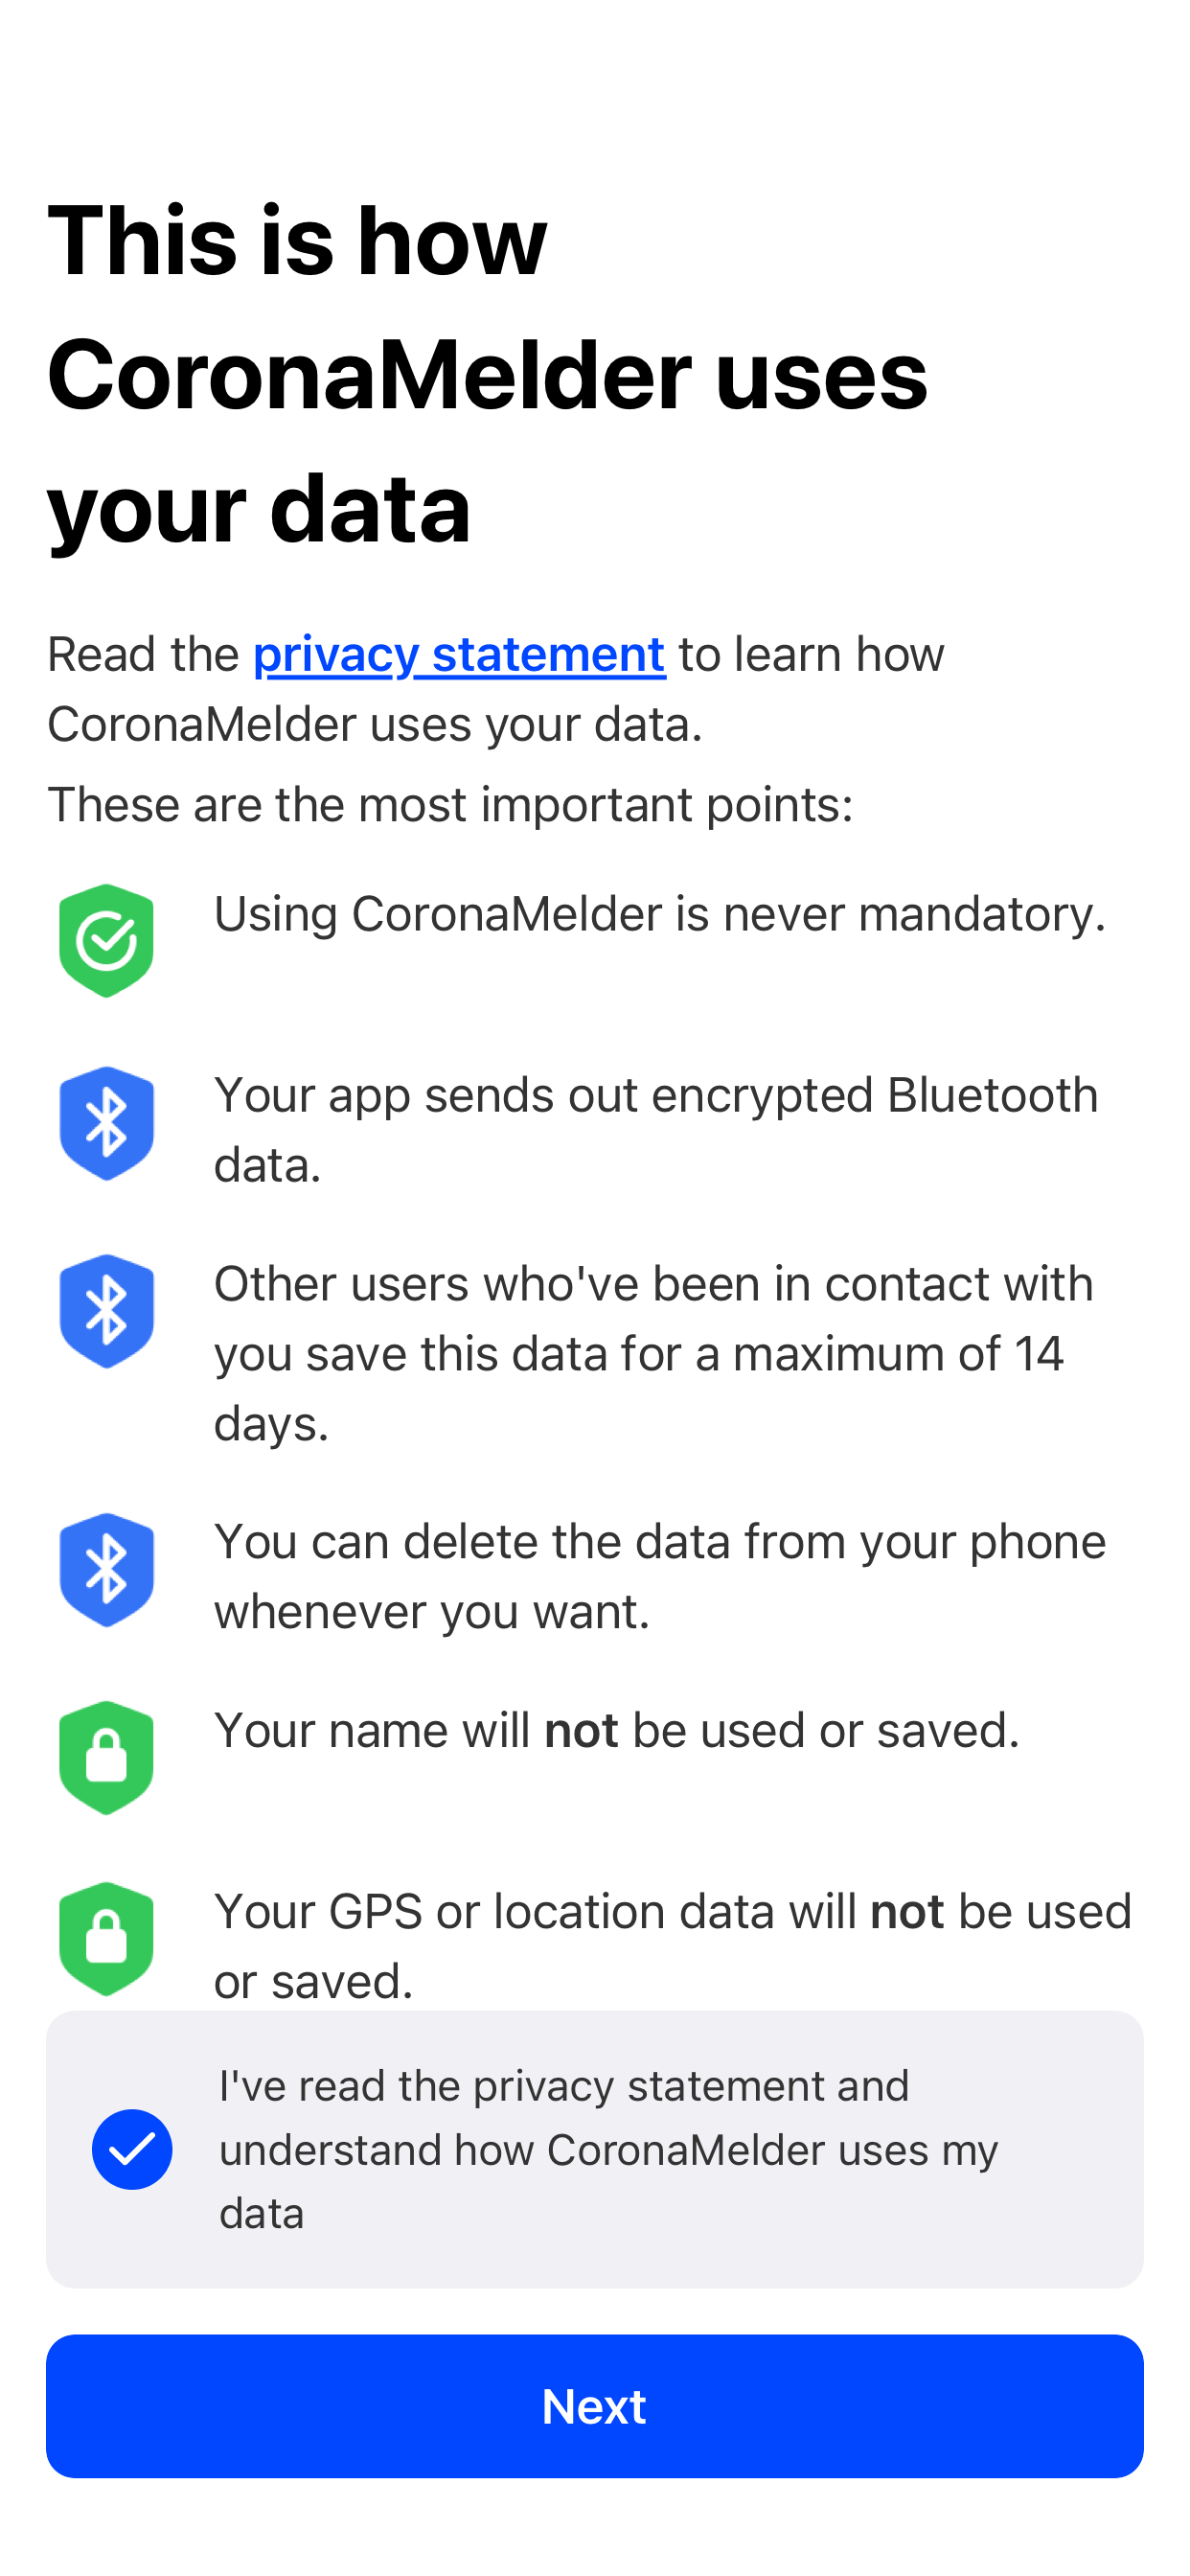 This is how
CoronaMelder uses
your data
Read the privacy statement to learn how
CoronaMelder uses your data.
These are the most important points:
Using CoronaMelder is never mandatory.
Your app sends out encrypted Bluetooth
data.
Other users who've been in contact with
you save this data for a maximum of 14
days.
You can delete the data from your phone
whenever you want.
Your name will not be used or saved.
Your GPS or location data will not be used
or saved.
I've read the privacy statement and
understand how CoronaMelder uses my
data
Next